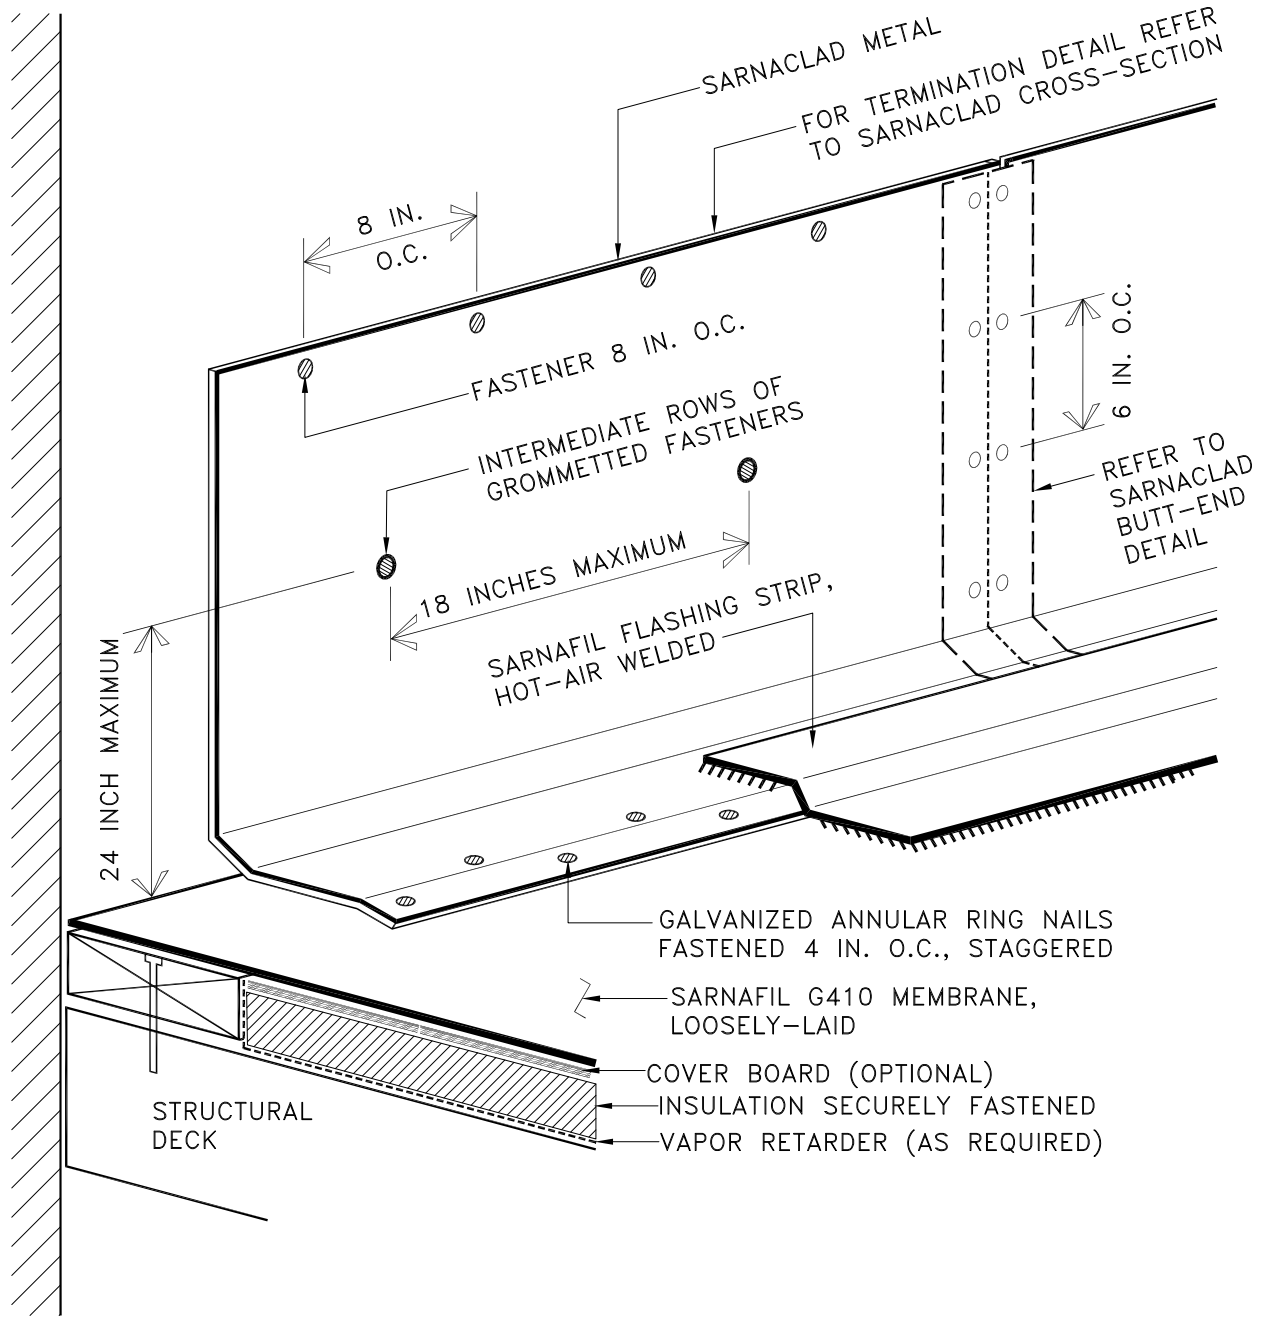 SARNACLAD METAL
FOR TERMINATION DETAIL REFER
TO SARNACLAD CROSS-SECTION
8 IN.
O.C.
FASTENER 8 IN. O.C.
INTERMEDIATE ROWS OF
GROMMETTED FASTENERS
6 IN. O.C.
REFER TO
SARNACLAD
BUTT-END
DETAIL
18 INCHES MAXIMUM
SARNAFIL FLASHING STRIP,
HOT-AIR WELDED
24 INCH MAXIMUM
GALVANIZED ANNULAR RING NAILS
FASTENED 4 IN. O.C., STAGGERED
SARNAFIL G410 MEMBRANE,
LOOSELY-LAID
COVER BOARD (OPTIONAL)
INSULATION SECURELY FASTENED
VAPOR RETARDER (AS REQUIRED)
STRUCTURAL
DECK